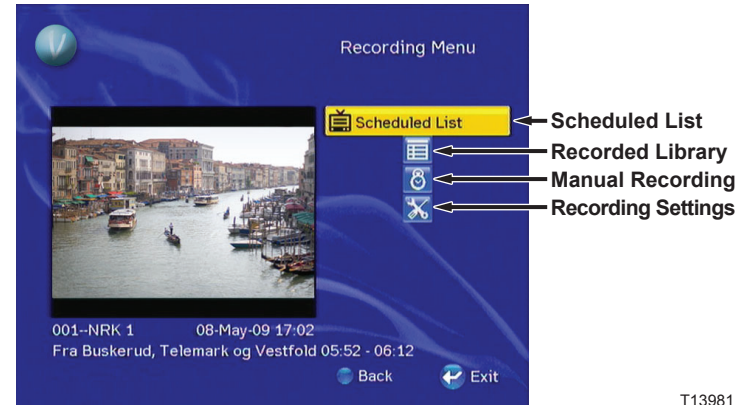 V
Recording Menu
Scheduled List
Scheduled List
Recorded Library
Manual Recording
Recording Settings
001--NRK 1 08-May-09 17:02
Fra Buskerud, Telemark og Vestfold 05:52 - 06:12
Back Exit
T13981